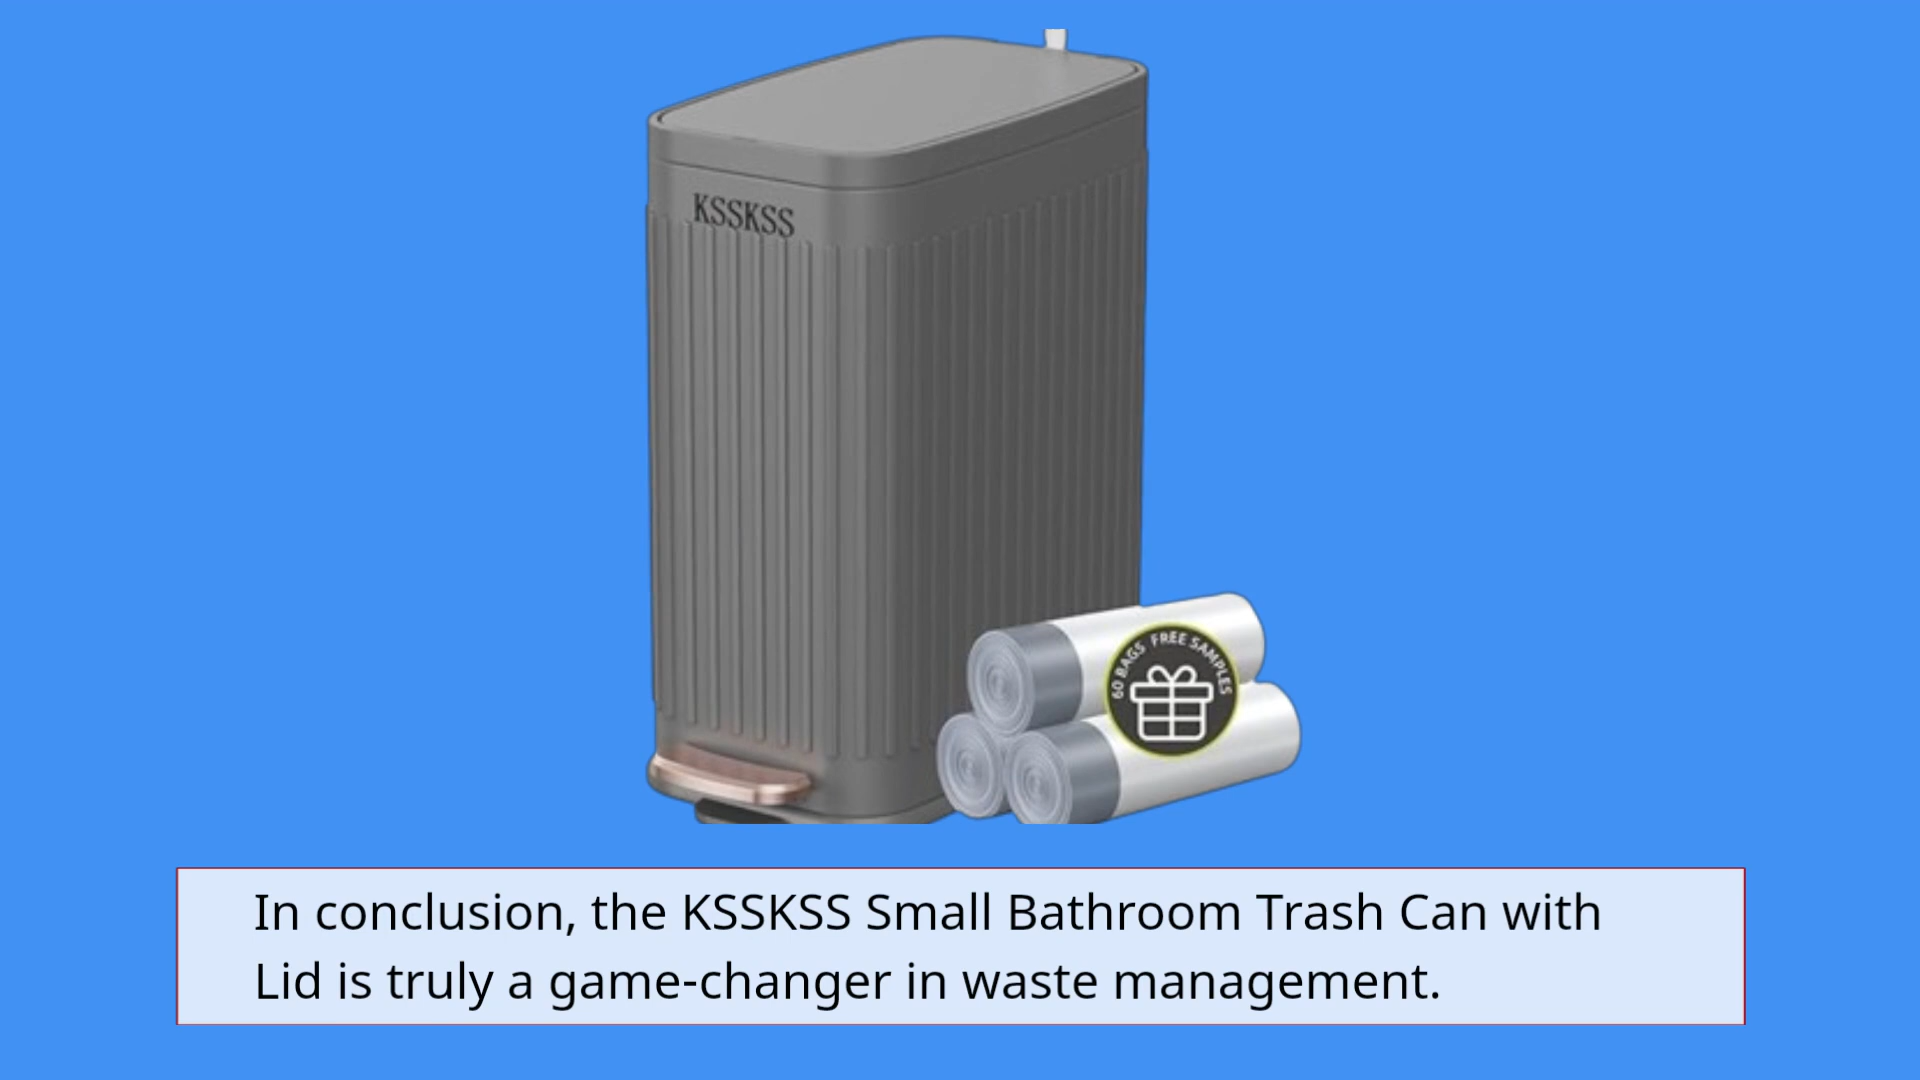 KSSKSS
60 BAGS FREE SAMPLES
In conclusion, the KSSKSS Small Bathroom Trash Can with
Lid is truly a game-changer in waste management.